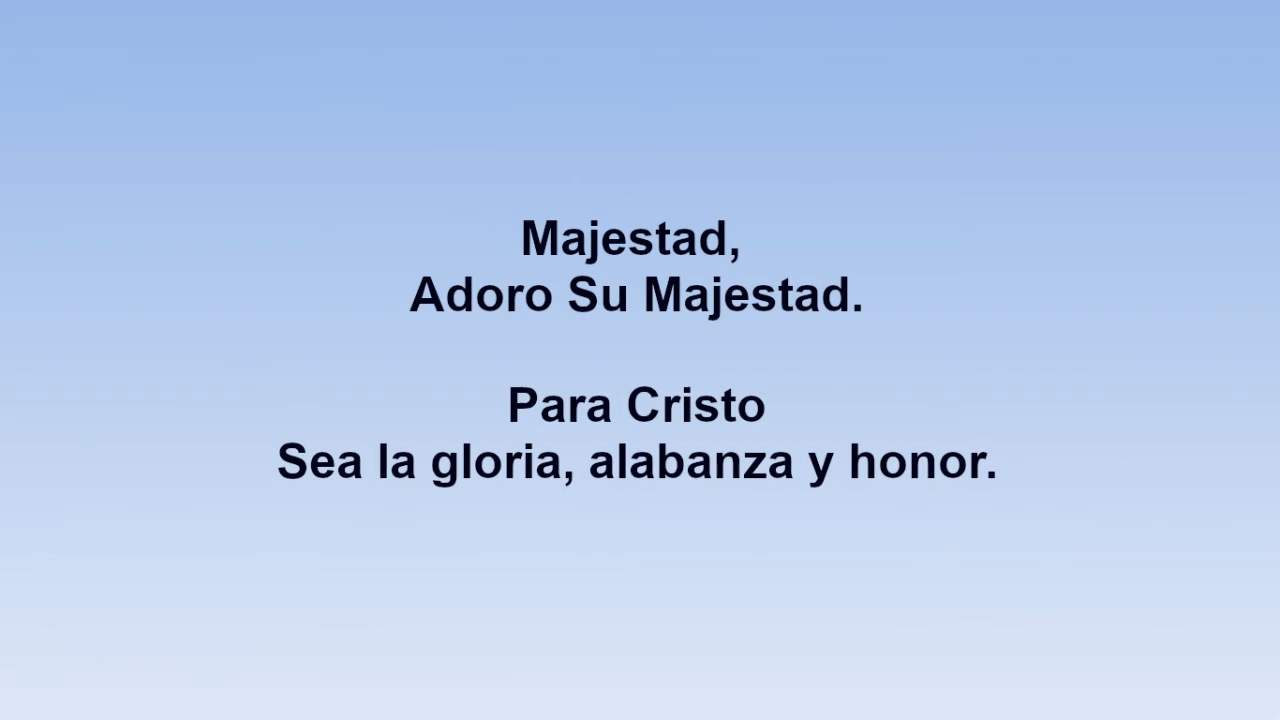 Majestad,
Adoro Su Majestad.
Para Cristo
Sea la gloria, alabanza y honor.